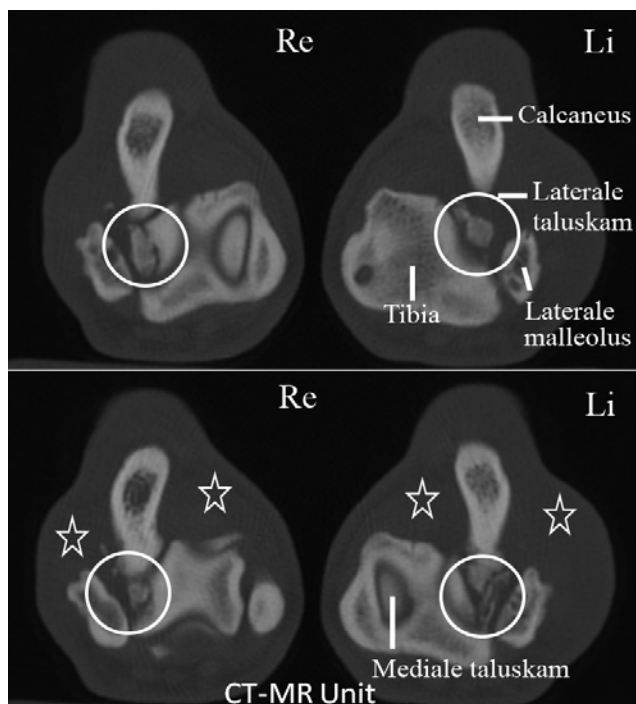 Re
Li
Calcaneus
Laterale
taluskam
Tibia
Laterale
malleolus
Re
Li
Mediale taluskam
CT-MR Unit